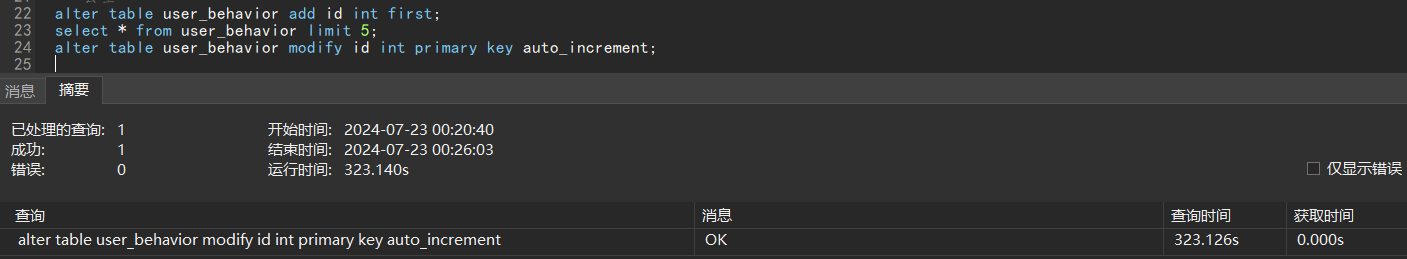 22 alter table user_behavior add id int first;
23 select * from user_behavior limit 5;
24 alter table user_behavior modify id int primary key auto_increment;
25
消息 摘要
已处理的查询: 1 开始时间: 2024-07-23 00:20:40
成功: 1 结束时间: 2024-07-23 00:26:03
错误: 0 运行时间: 323.140s 仅显示错误
查询 消息 查询时间 获取时间
alter table user_behavior modify id int primary key auto_increment OK 323.126s 0.000s